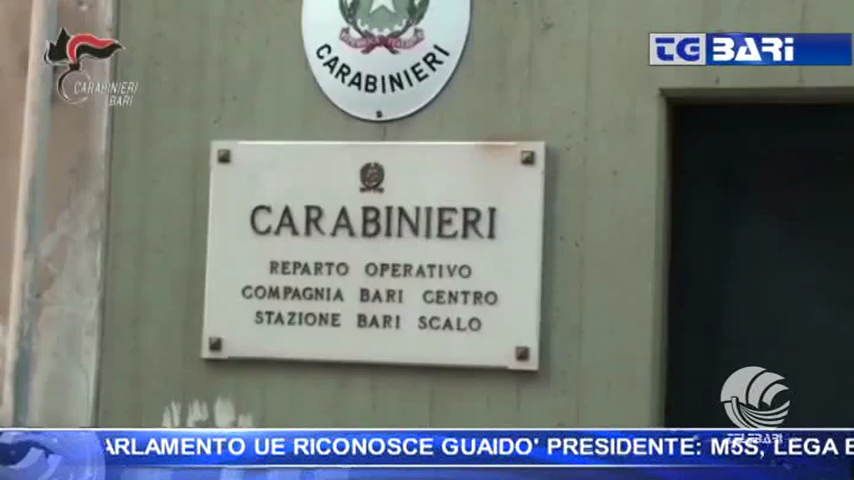 CARABINIERI
BARI
TG BARI
CARABINIERI
CARABINIERI
REPARTO OPERATIVO
COMPAGNIA BARI CENTRO
STAZIONE BARI SCALO
TELEBARI
ARLAMENTO UE RICONOSCE GUAIDO' PRESIDENTE: M5S, LEGA E